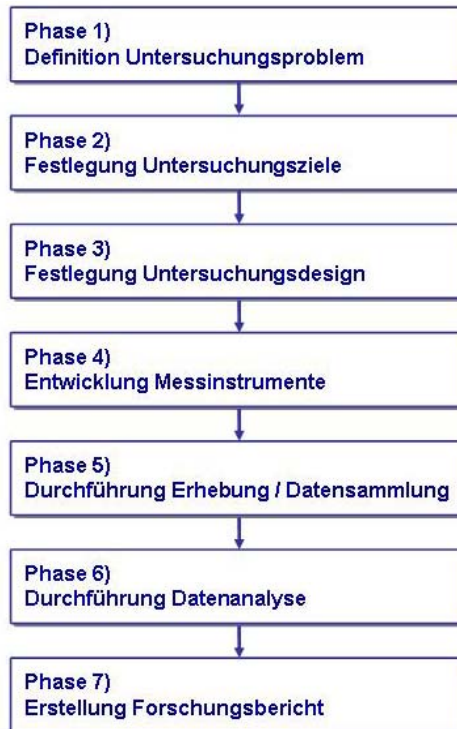 Phase 1)
Definition Untersuchungsproblem
Phase 2)
Festlegung Untersuchungsziele
Phase 3)
Festlegung Untersuchungsdesign
Phase 4)
Entwicklung Messinstrumente
Phase 5)
Durchführung Erhebung / Datensammlung
Phase 6)
Durchführung Datenanalyse
Phase 7)
Erstellung Forschungsbericht